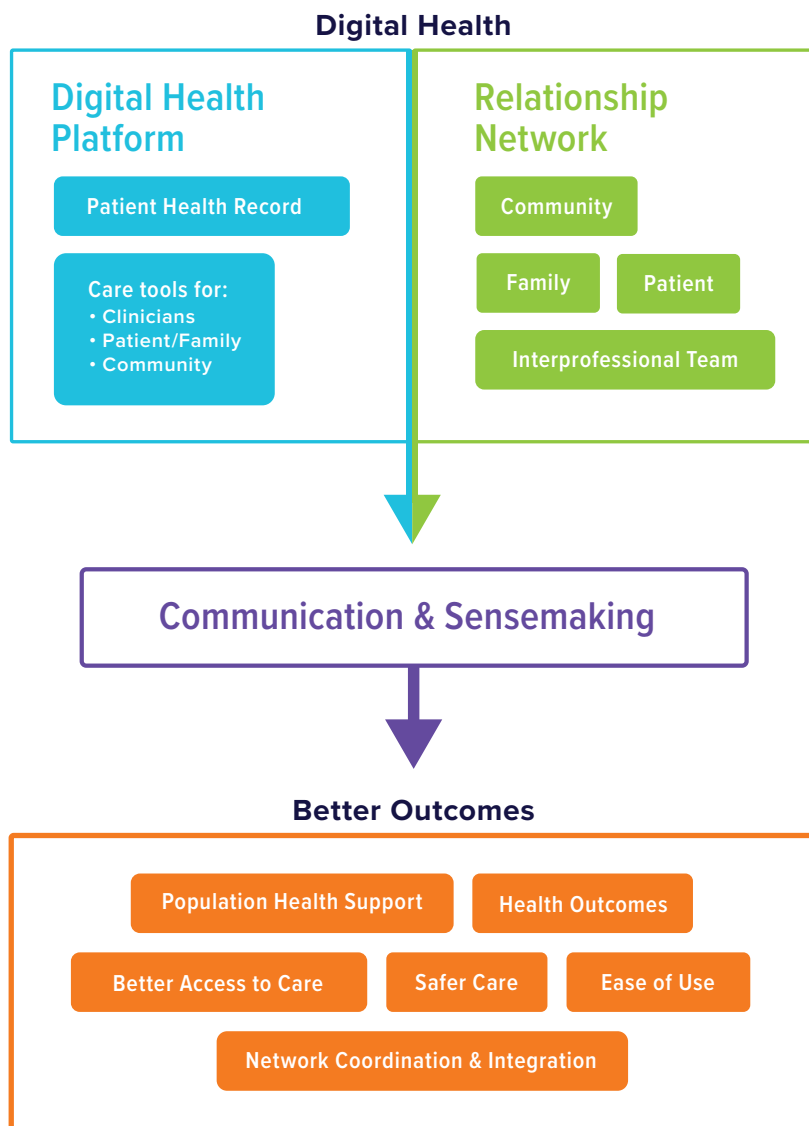 Digital Health
Digital Health
Platform
Patient Health Record
Care tools for:
• Clinicians
• Patient/Family
• Community
Relationship
Network
Community
Family
Patient
Interprofessional Team
Communication & Sensemaking
Better Outcomes
Population Health Support
Health Outcomes
Better Access to Care
Safer Care
Ease of Use
Network Coordination & Integration